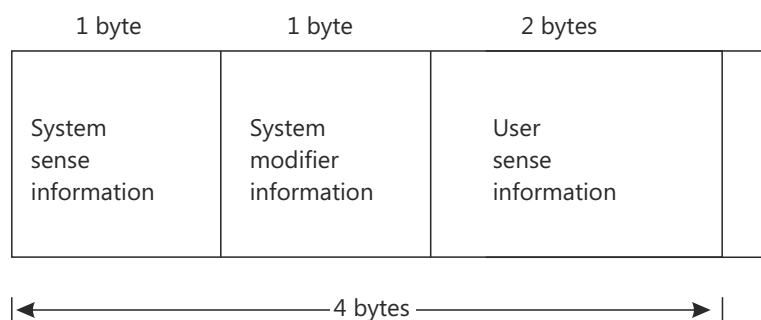 1 byte
1 byte
2 bytes
System
sense
information
System
modifier
information
User
sense
information
4 bytes